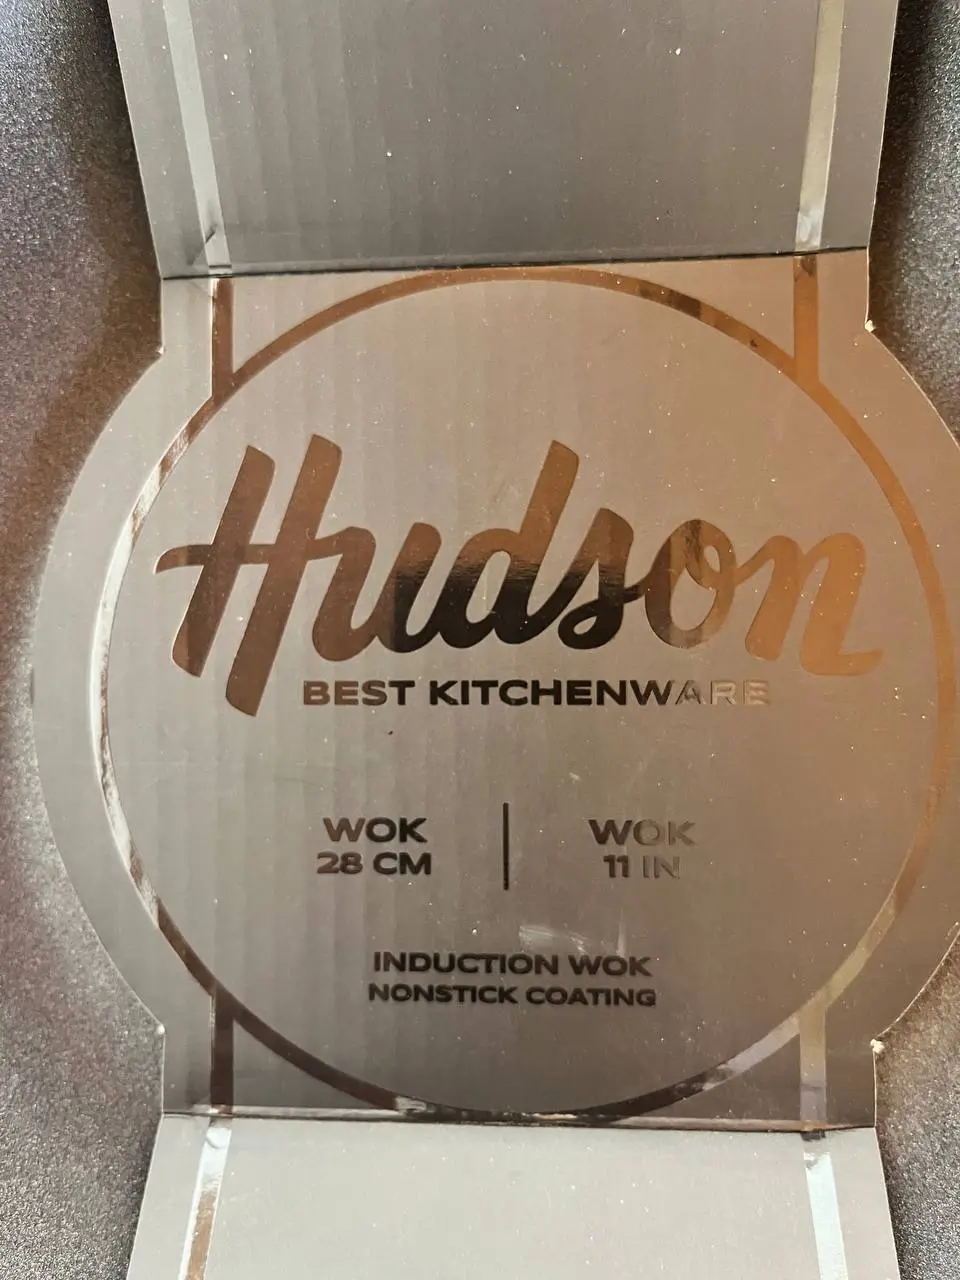 Hudson
BEST KITCHENWARE
WOK
28 CM
WOK
11 IN
INDUCTION WOK
NONSTICK COATING